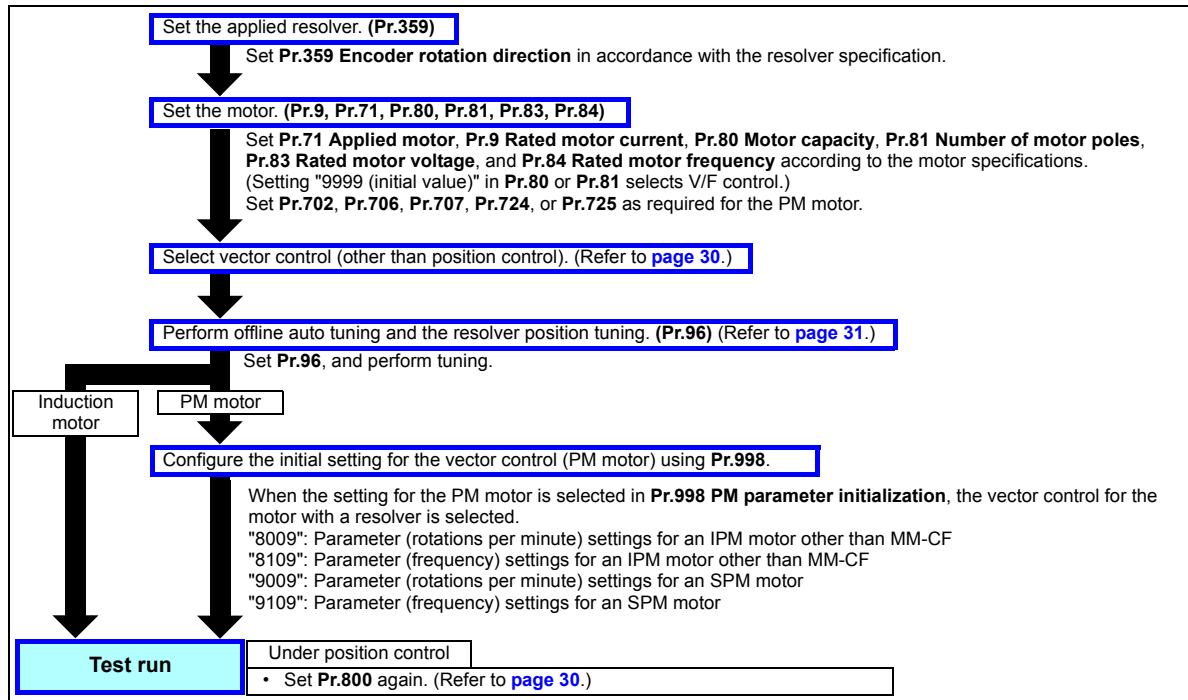 Set the applied resolver. (Pr.359)
Set Pr.359 Encoder rotation direction in accordance with the resolver specification.
Set the motor. (Pr.9, Pr.71, Pr.80, Pr.81, Pr.83, Pr.84)
Set Pr.71 Applied motor, Pr.9 Rated motor current, Pr.80 Motor capacity, Pr.81 Number of motor poles,
Pr.83 Rated motor voltage, and Pr.84 Rated motor frequency according to the motor specifications.
(Setting "9999 (initial value)" in Pr.80 or Pr.81 selects V/F control.)
Set Pr.702, Pr.706, Pr.707, Pr.724, or Pr.725 as required for the PM motor.
Select vector control (other than position control). (Refer to page 30.)
Perform offline auto tuning and the resolver position tuning. (Pr.96) (Refer to page 31.)
Set Pr.96, and perform tuning.
Induction
motor
PM motor
Configure the initial setting for the vector control (PM motor) using Pr.998.
When the setting for the PM motor is selected in Pr.998 PM parameter initialization, the vector control for the
motor with a resolver is selected.
"8009": Parameter (rotations per minute) settings for an IPM motor other than MM-CF
"8109": Parameter (frequency) settings for an IPM motor other than MM-CF
"9009": Parameter (rotations per minute) settings for an SPM motor
"9109": Parameter (frequency) settings for an SPM motor
Test run
Under position control
• Set Pr.800 again. (Refer to page 30.)